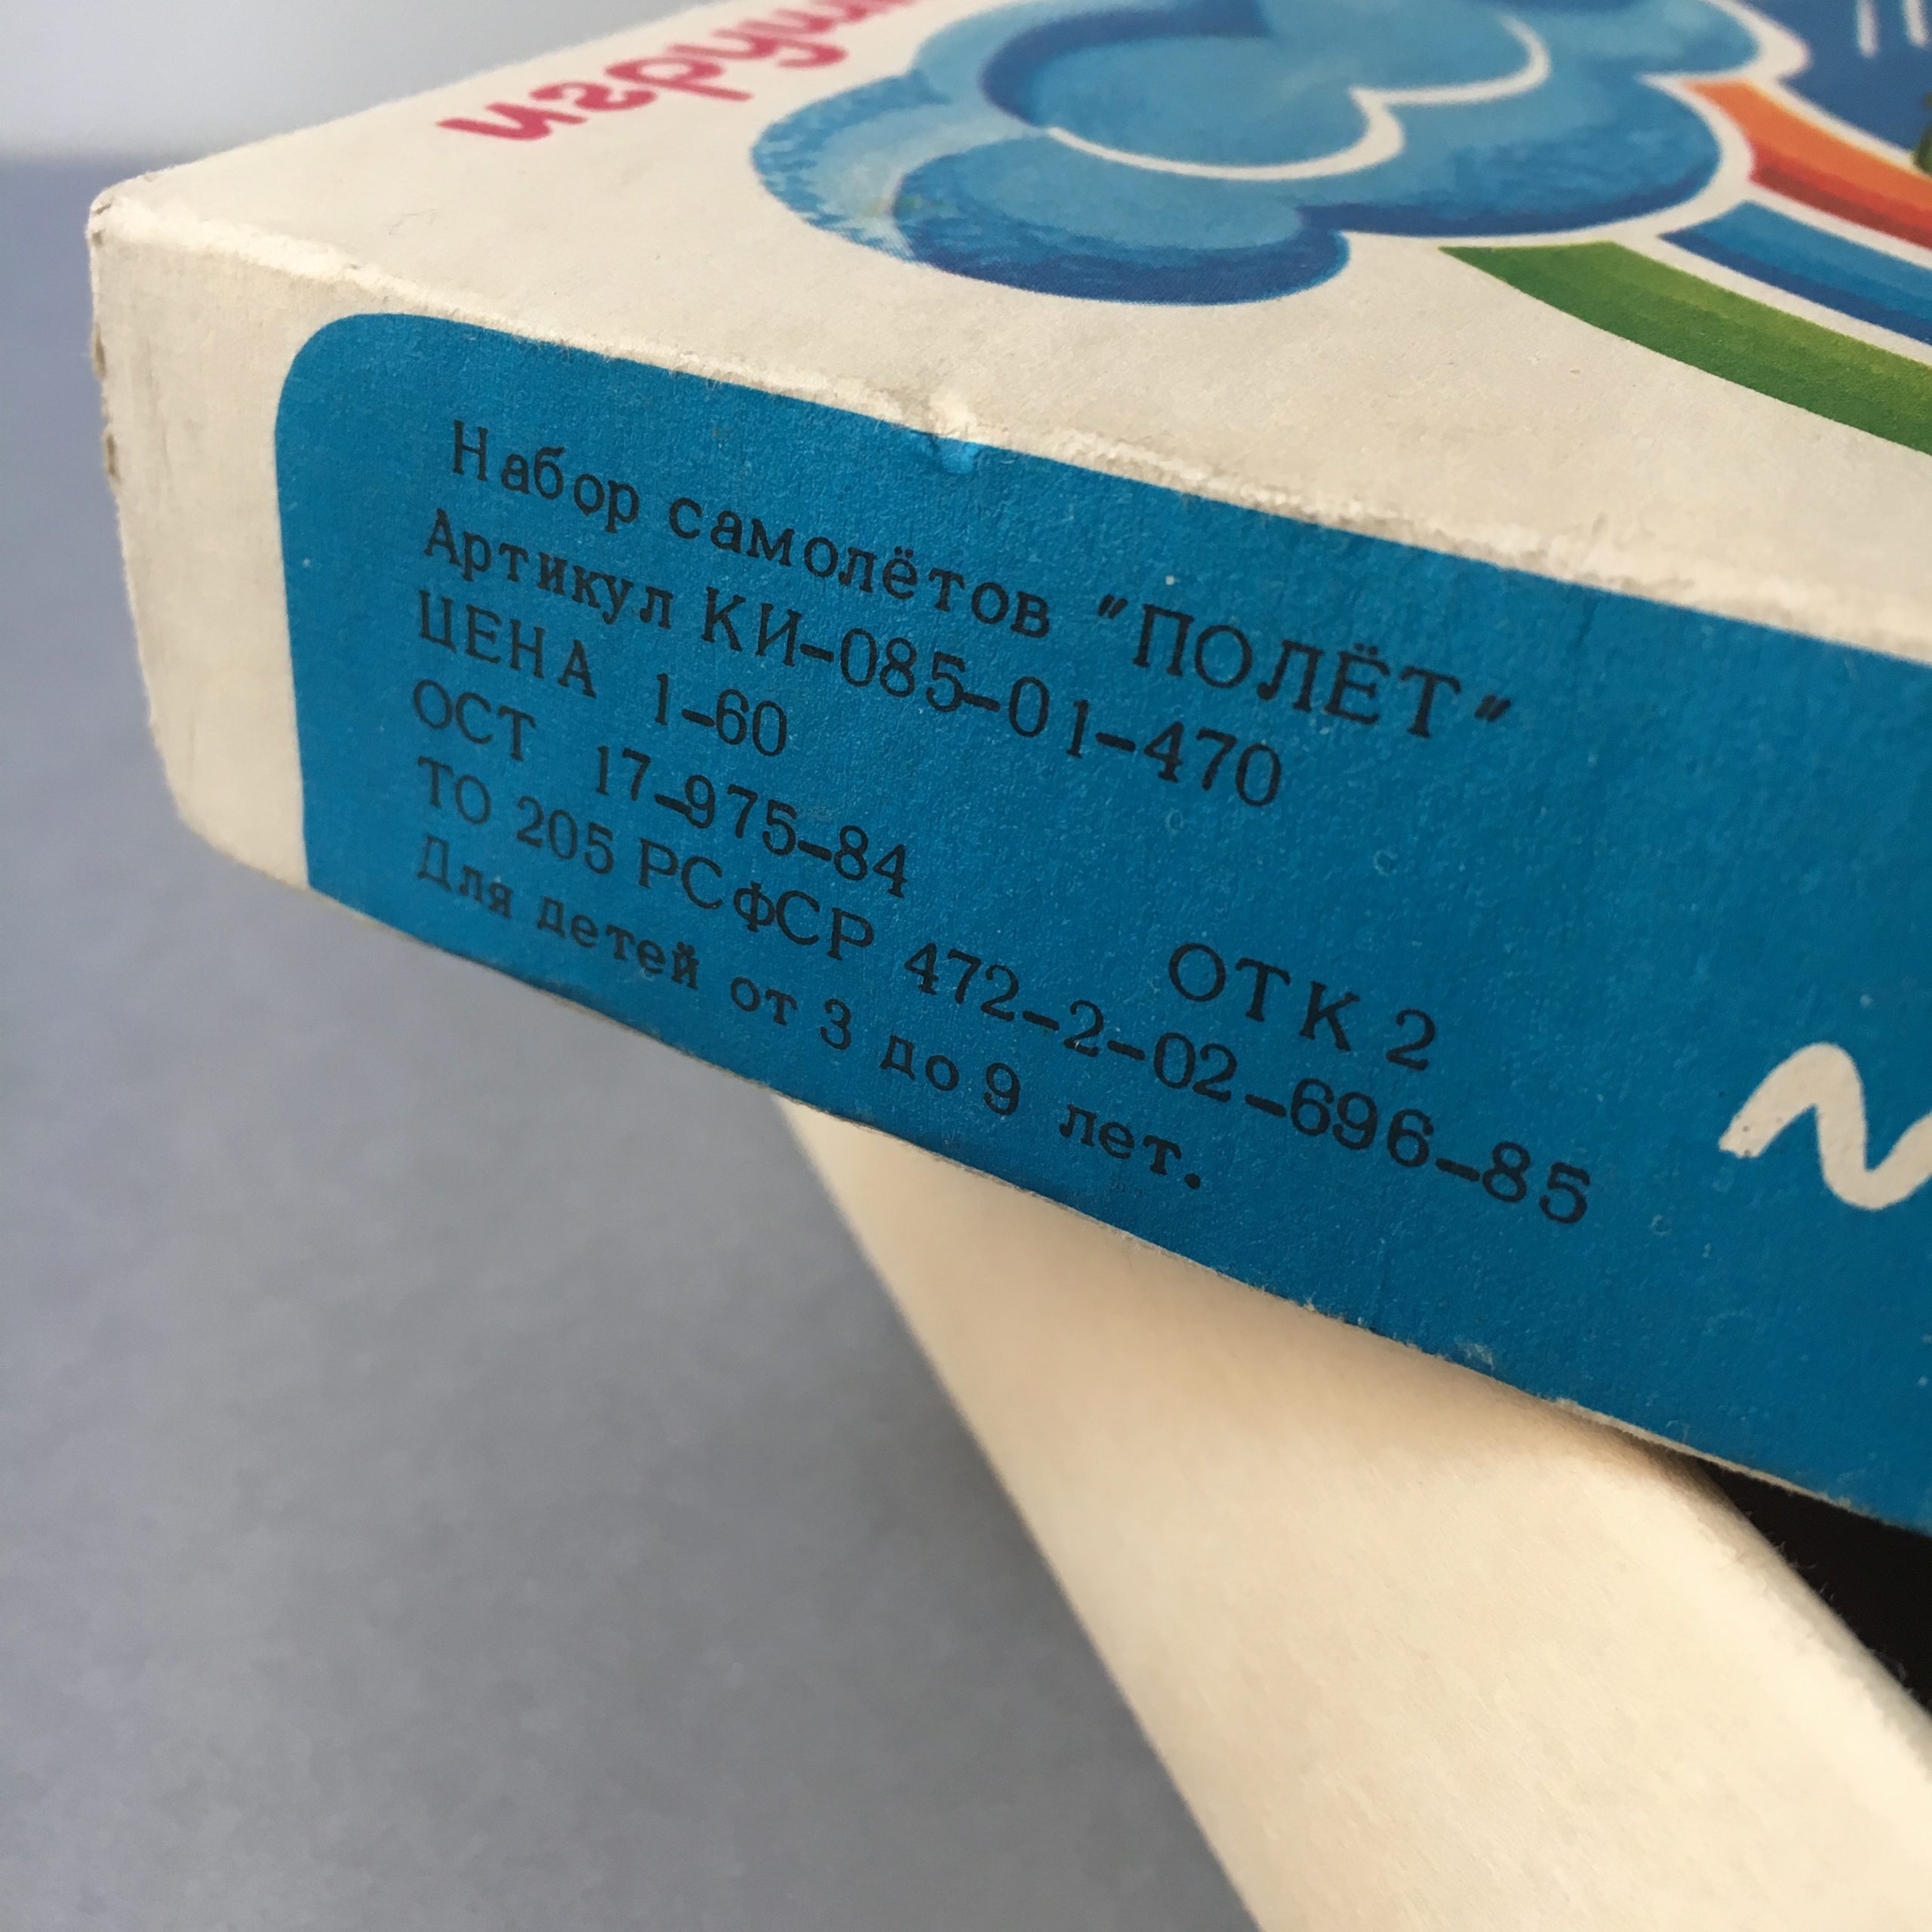 Набор самолётов "ПОЛЁТ"
Артикул КИ-085-01-470
ЦЕНА 1-60
ОСТ 17-975-84
ОТК 2
ТО 205 РСФСР 472-2-02-696-85
Для детей от 3 до 9 лет.